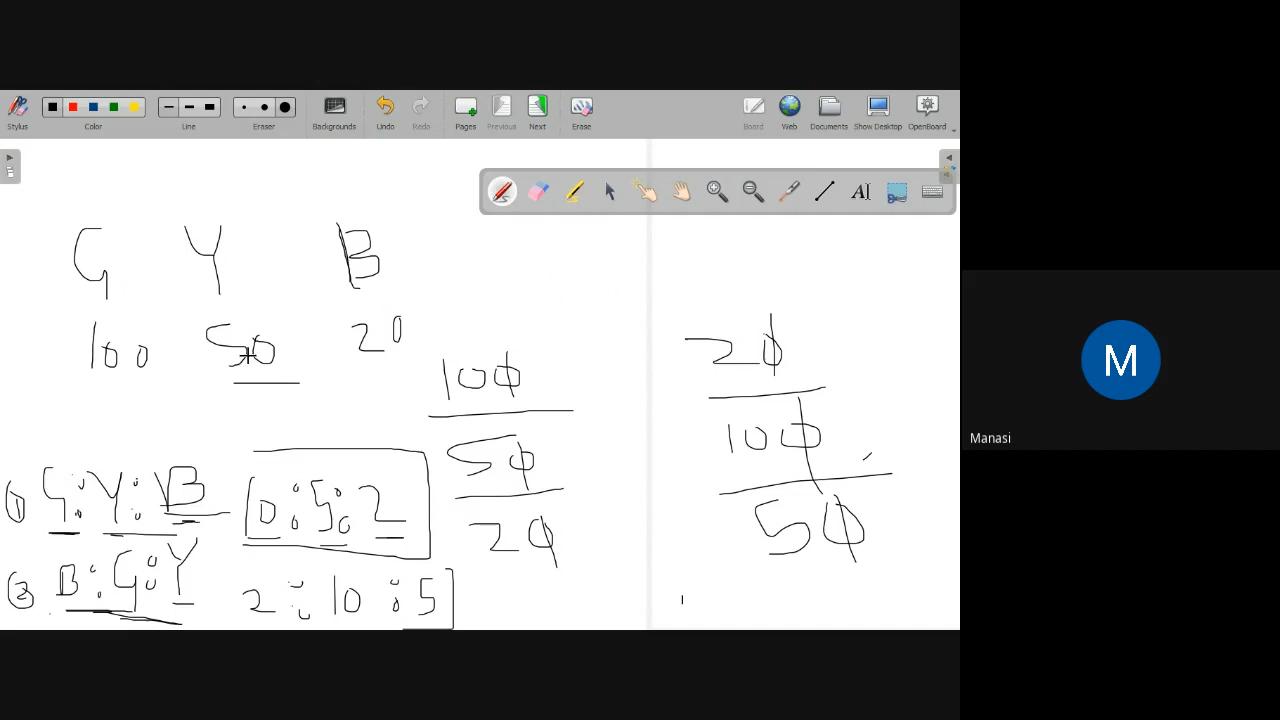 Stylus Color Line Eraser Backgrounds Undo Redo Pages Previous Next Erase Board Web Documents Show Desktop OpenBoard
G Y B
100 50 20
100
50
20
20
100
50
① G:Y:B 10:5:2
② B:G:Y 2:10:5
M
Manasi